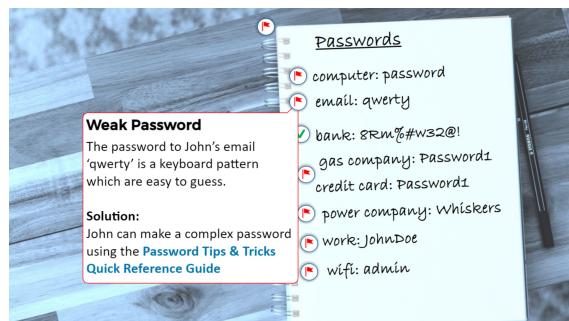 Passwords
computer: password
email: qwerty
bank: 8Rm%#w32@!
gas company: Password1
credit card: Password1
power company: Whiskers
work: JohnDoe
wifi: admin
Weak Password
The password to John's email
'qwerty' is a keyboard pattern
which are easy to guess.
Solution:
John can make a complex password
using the Password Tips & Tricks
Quick Reference Guide